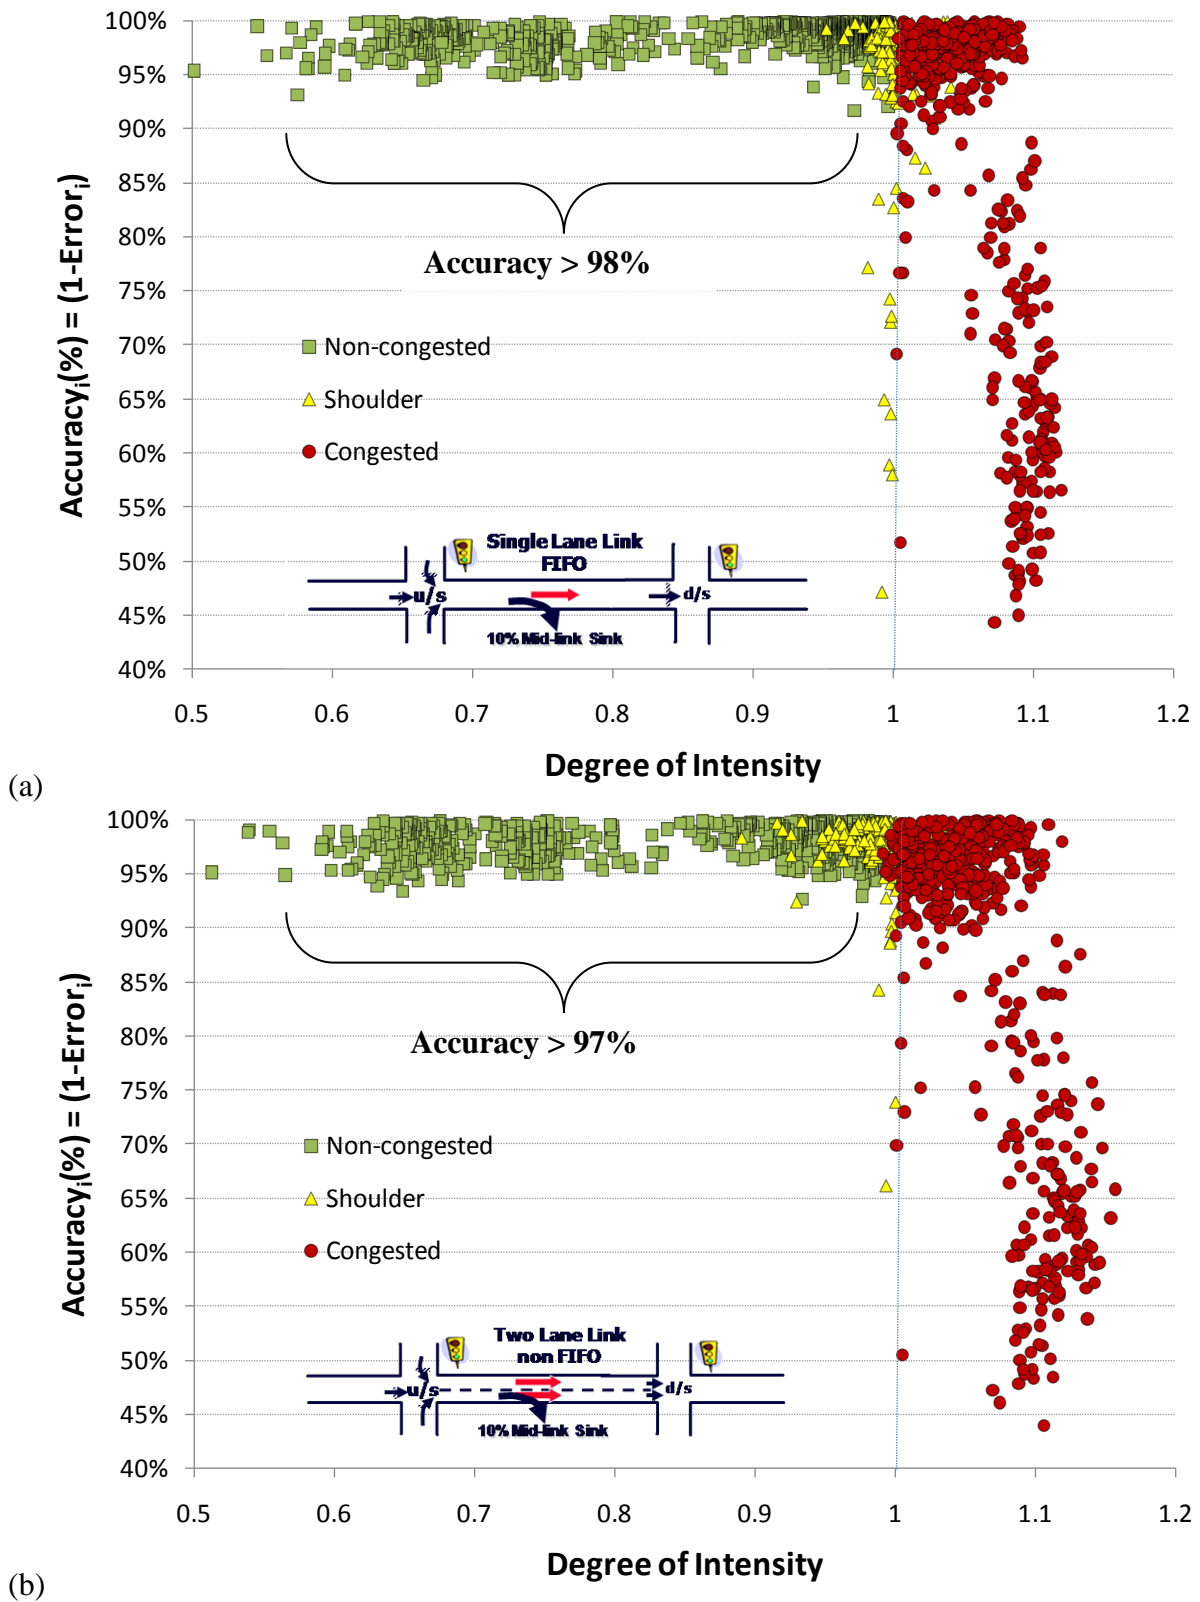 100%
95%
90%
85%
80%
75%
70%
65%
60%
55%
50%
45%
40%
Accuracyi(%) = (1-Errori)
Accuracy > 98%
Non-congested
Shoulder
Congested
Single Lane Link
FIFO
u/s
d/s
10% Mid-link Sink
0.5 0.6 0.7 0.8 0.9 1 1.1 1.2
Degree of Intensity
(a)
100%
95%
90%
85%
80%
75%
70%
65%
60%
55%
50%
45%
40%
Accuracyi(%) = (1-Errori)
Accuracy > 97%
Non-congested
Shoulder
Congested
Two Lane Link
non FIFO
u/s
d/s
10% Mid-link Sink
0.5 0.6 0.7 0.8 0.9 1 1.1 1.2
Degree of Intensity
(b)